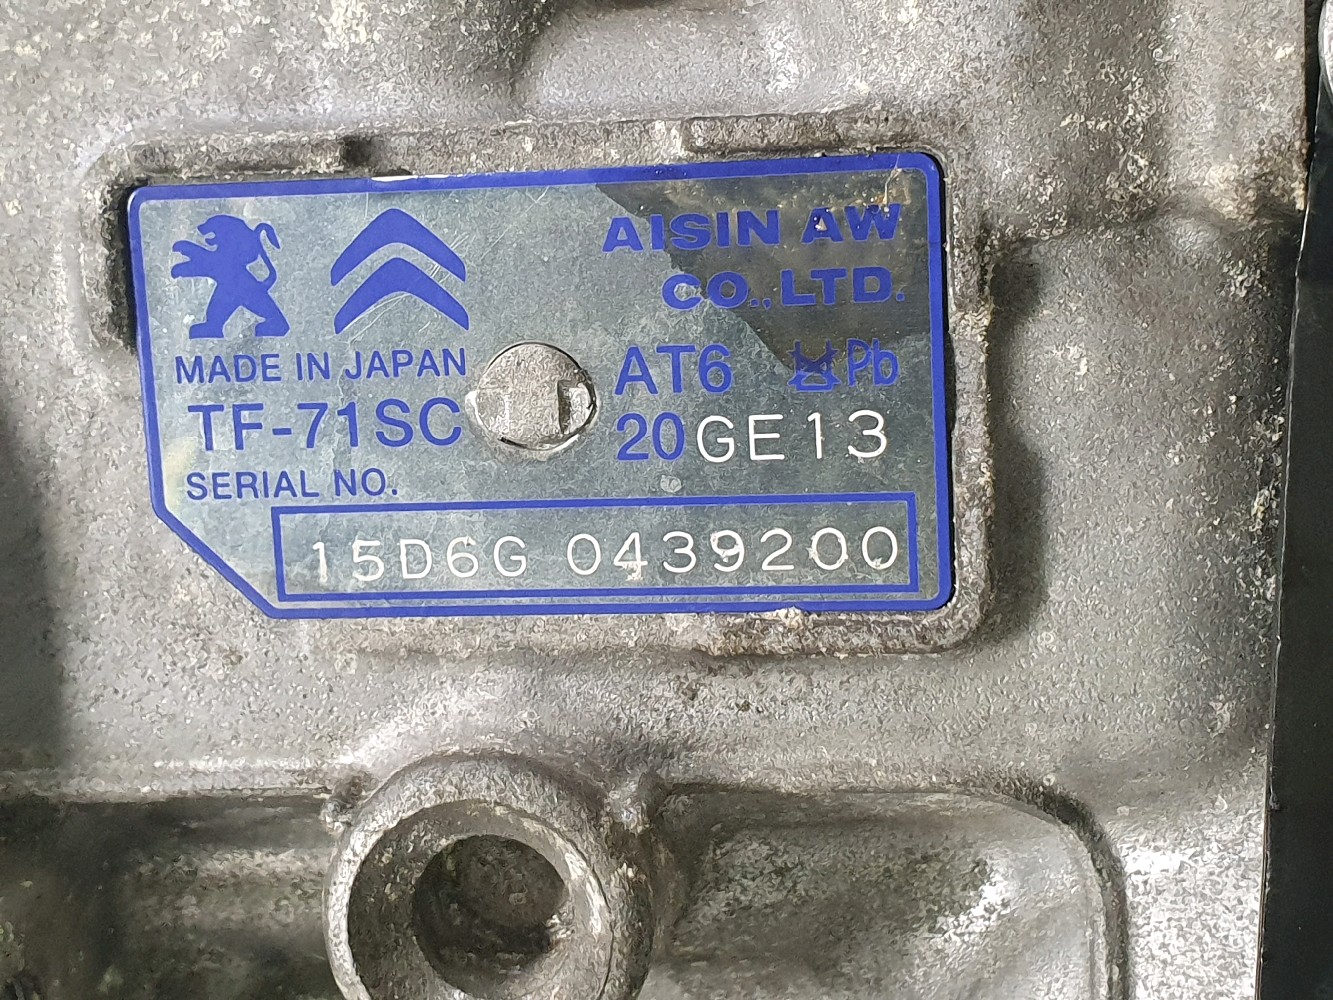 AISIN AW
CO.,LTD.
MADE IN JAPAN
AT6 Pb
TF-71SC
20GE13
SERIAL NO.
15D6G 0439200